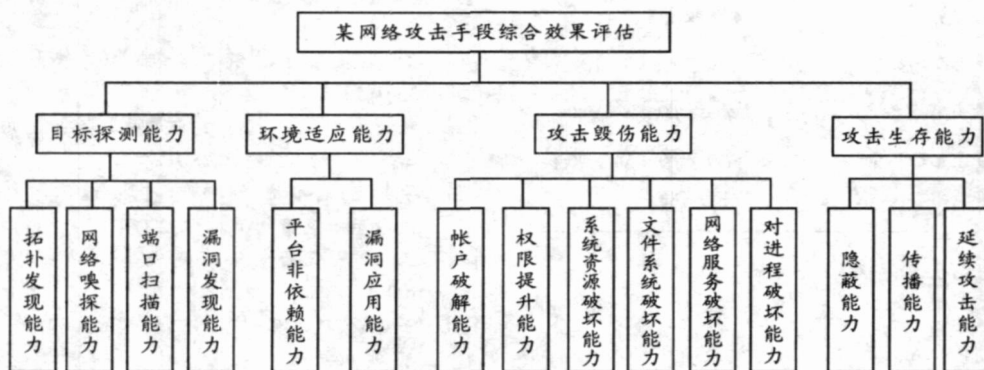 某网络攻击手段综合效果评估
目标探测能力
环境适应能力
攻击毁伤能力
攻击生存能力
拓扑发现能力
网络嗅探能力
端口扫描能力
漏洞发现能力
平台非依赖能力
漏洞应用能力
帐户破解能力
权限提升能力
系统资源破坏能力
文件系统破坏能力
网络服务破坏能力
对进程破坏能力
隐蔽能力
传播能力
延续攻击能力